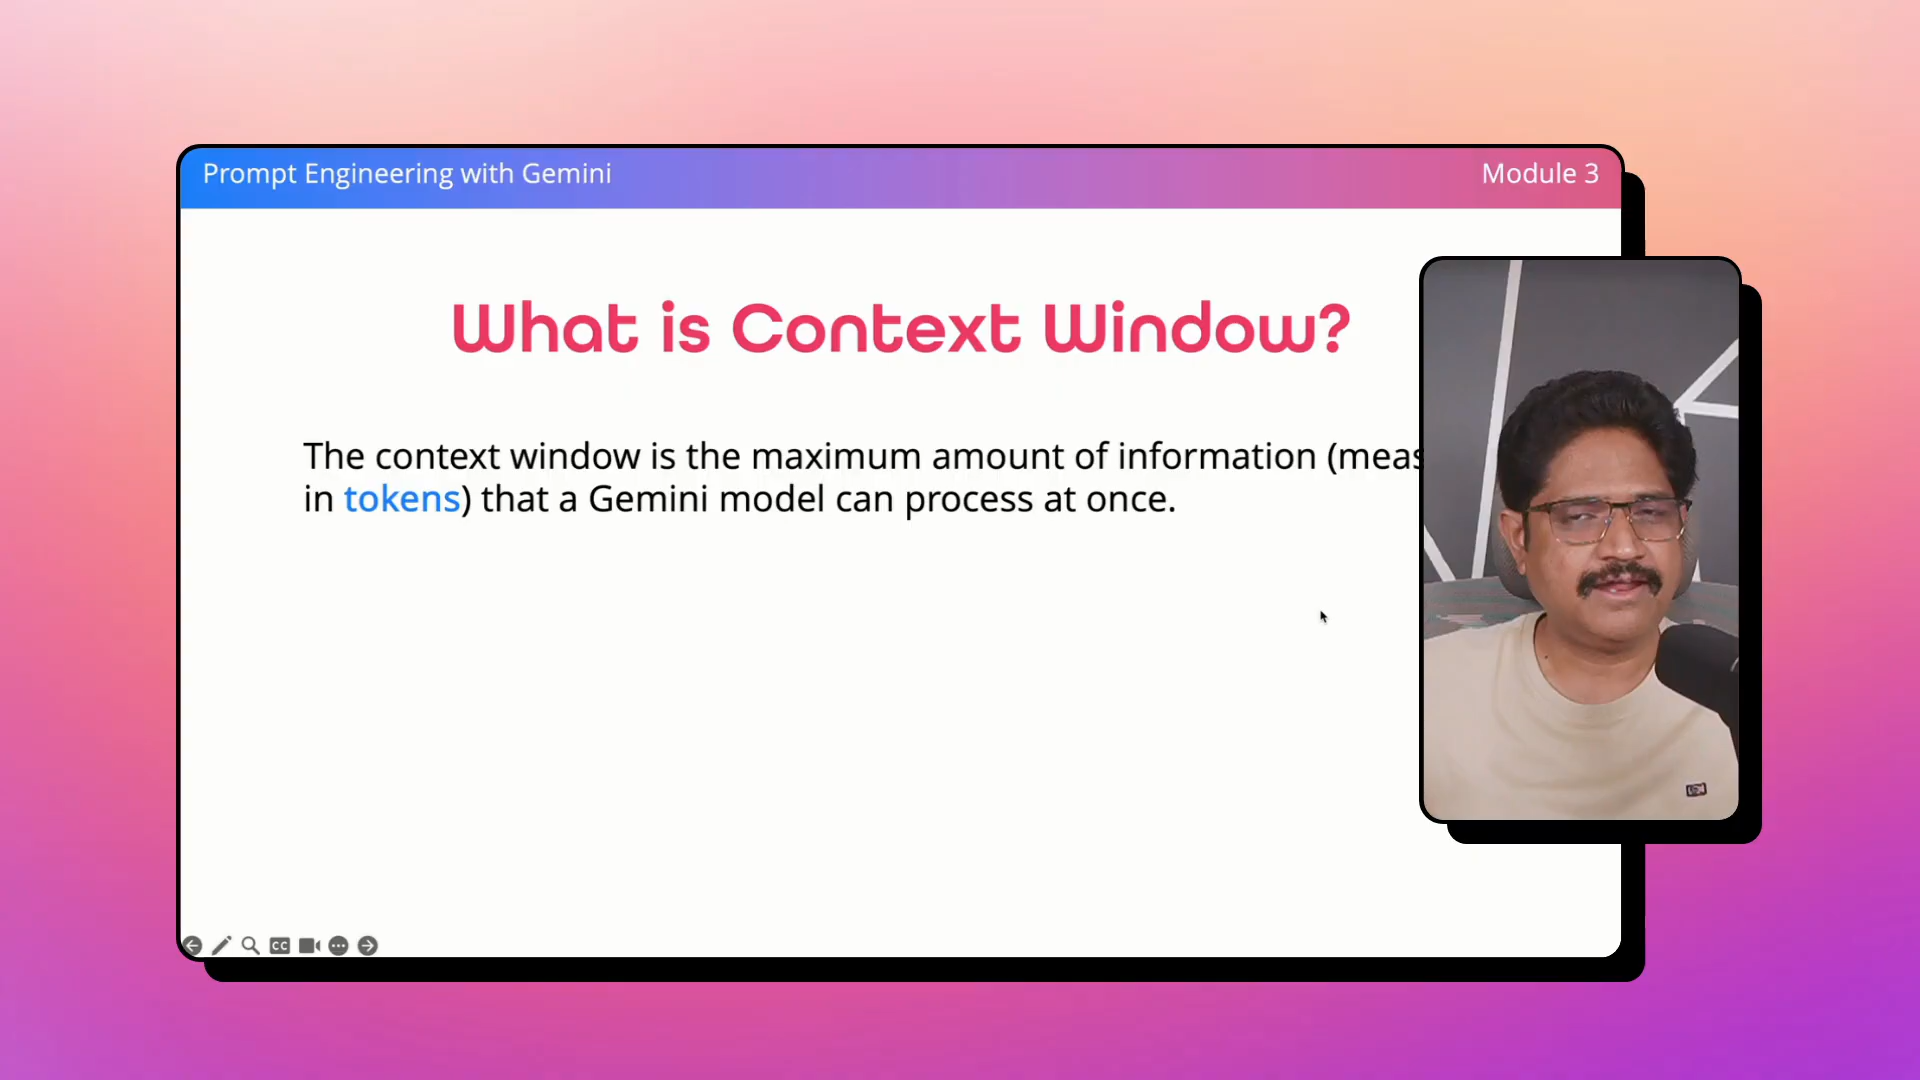 Prompt Engineering with Gemini
Module 3
What is Context Window?
The context window is the maximum amount of information (meas
in tokens) that a Gemini model can process at once.
CC